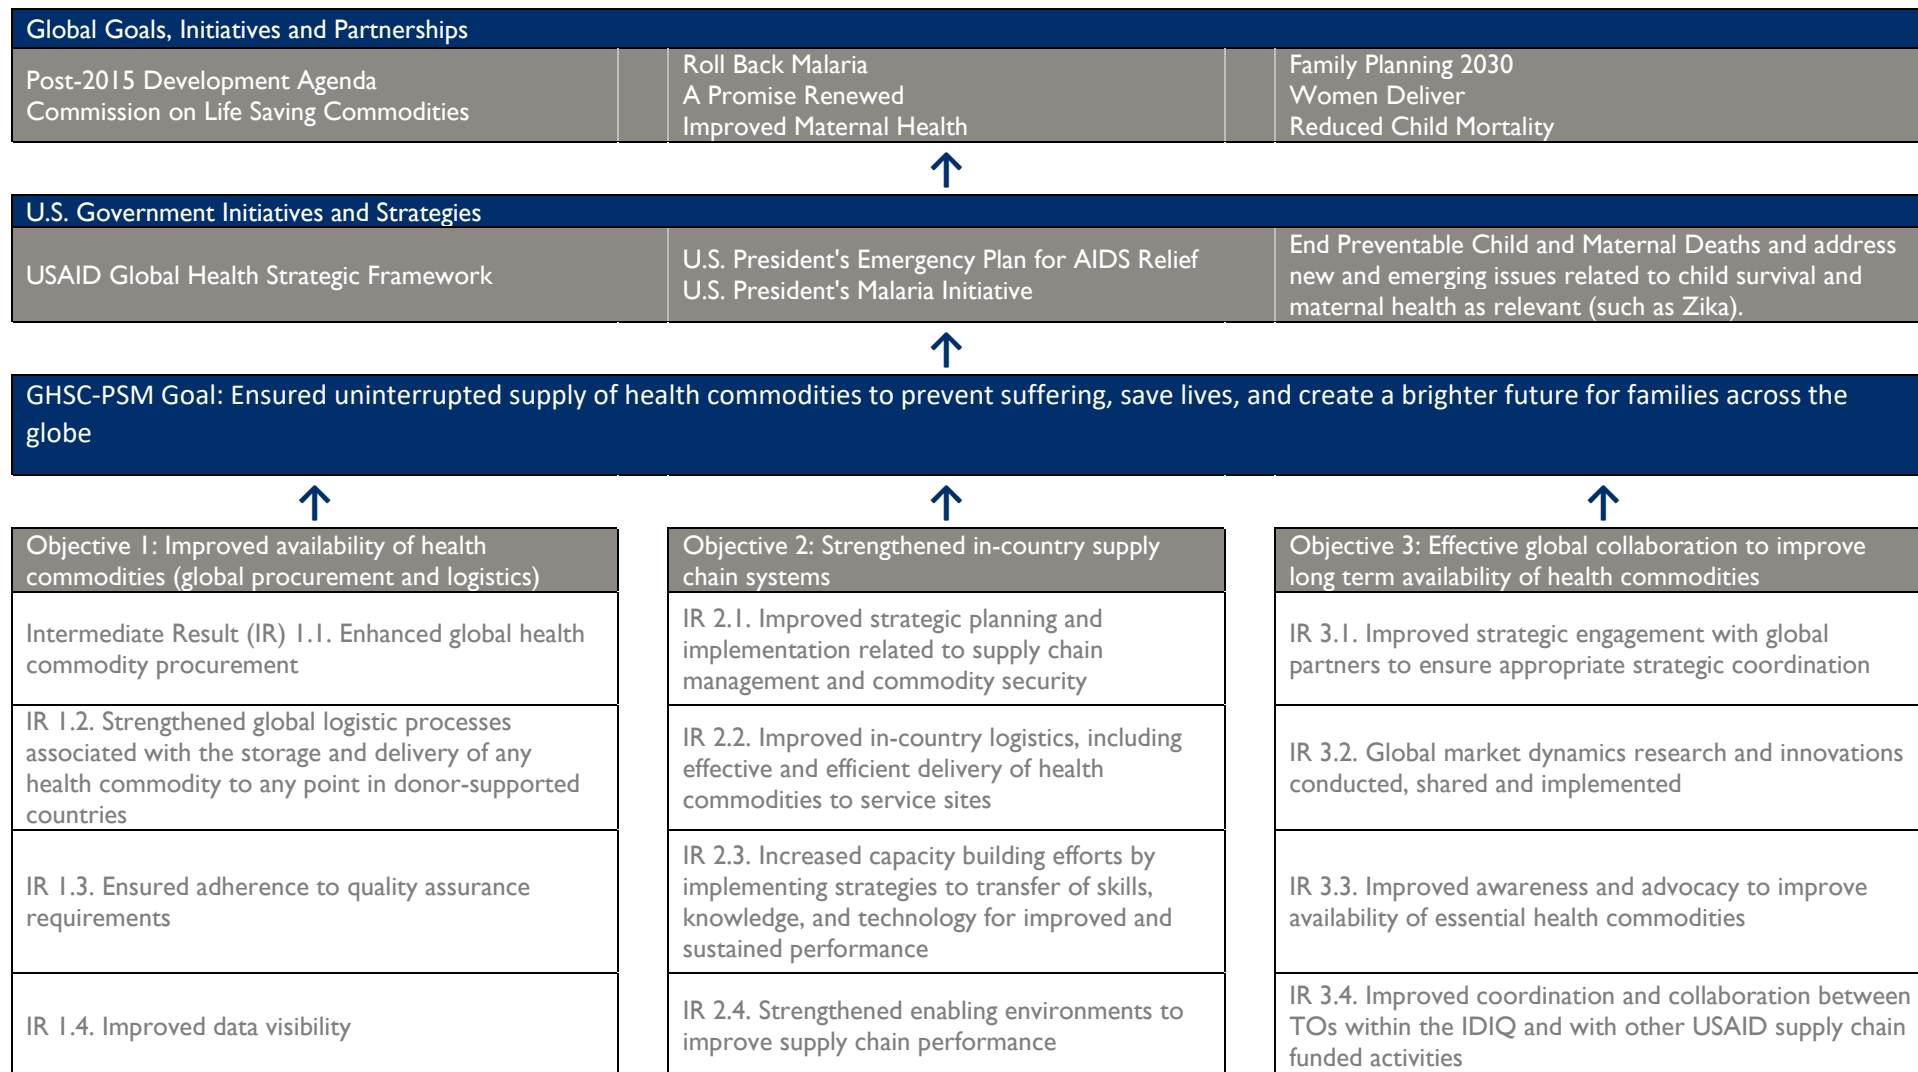 Global Goals, Initiatives and Partnerships
Post-2015 Development Agenda
Commission on Life Saving Commodities
Roll Back Malaria
A Promise Renewed
Improved Maternal Health
Family Planning 2030
Women Deliver
Reduced Child Mortality
U.S. Government Initiatives and Strategies
USAID Global Health Strategic Framework
U.S. President's Emergency Plan for AIDS Relief
U.S. President's Malaria Initiative
End Preventable Child and Maternal Deaths and address
new and emerging issues related to child survival and
maternal health as relevant (such as Zika).
GHSC-PSM Goal: Ensured uninterrupted supply of health commodities to prevent suffering, save lives, and create a brighter future for families across the
globe
Objective 1: Improved availability of health
commodities (global procurement and logistics)
Intermediate Result (IR) 1.1. Enhanced global health
commodity procurement
IR 1.2. Strengthened global logistic processes
associated with the storage and delivery of any
health commodity to any point in donor-supported
countries
IR 1.3. Ensured adherence to quality assurance
requirements
IR 1.4. Improved data visibility
Objective 2: Strengthened in-country supply
chain systems
IR 2.1. Improved strategic planning and
implementation related to supply chain
management and commodity security
IR 2.2. Improved in-country logistics, including
effective and efficient delivery of health
commodities to service sites
IR 2.3. Increased capacity building efforts by
implementing strategies to transfer of skills,
knowledge, and technology for improved and
sustained performance
IR 2.4. Strengthened enabling environments to
improve supply chain performance
Objective 3: Effective global collaboration to improve
long term availability of health commodities
IR 3.1. Improved strategic engagement with global
partners to ensure appropriate strategic coordination
IR 3.2. Global market dynamics research and innovations
conducted, shared and implemented
IR 3.3. Improved awareness and advocacy to improve
availability of essential health commodities
IR 3.4. Improved coordination and collaboration between
TOs within the IDIQ and with other USAID supply chain
funded activities